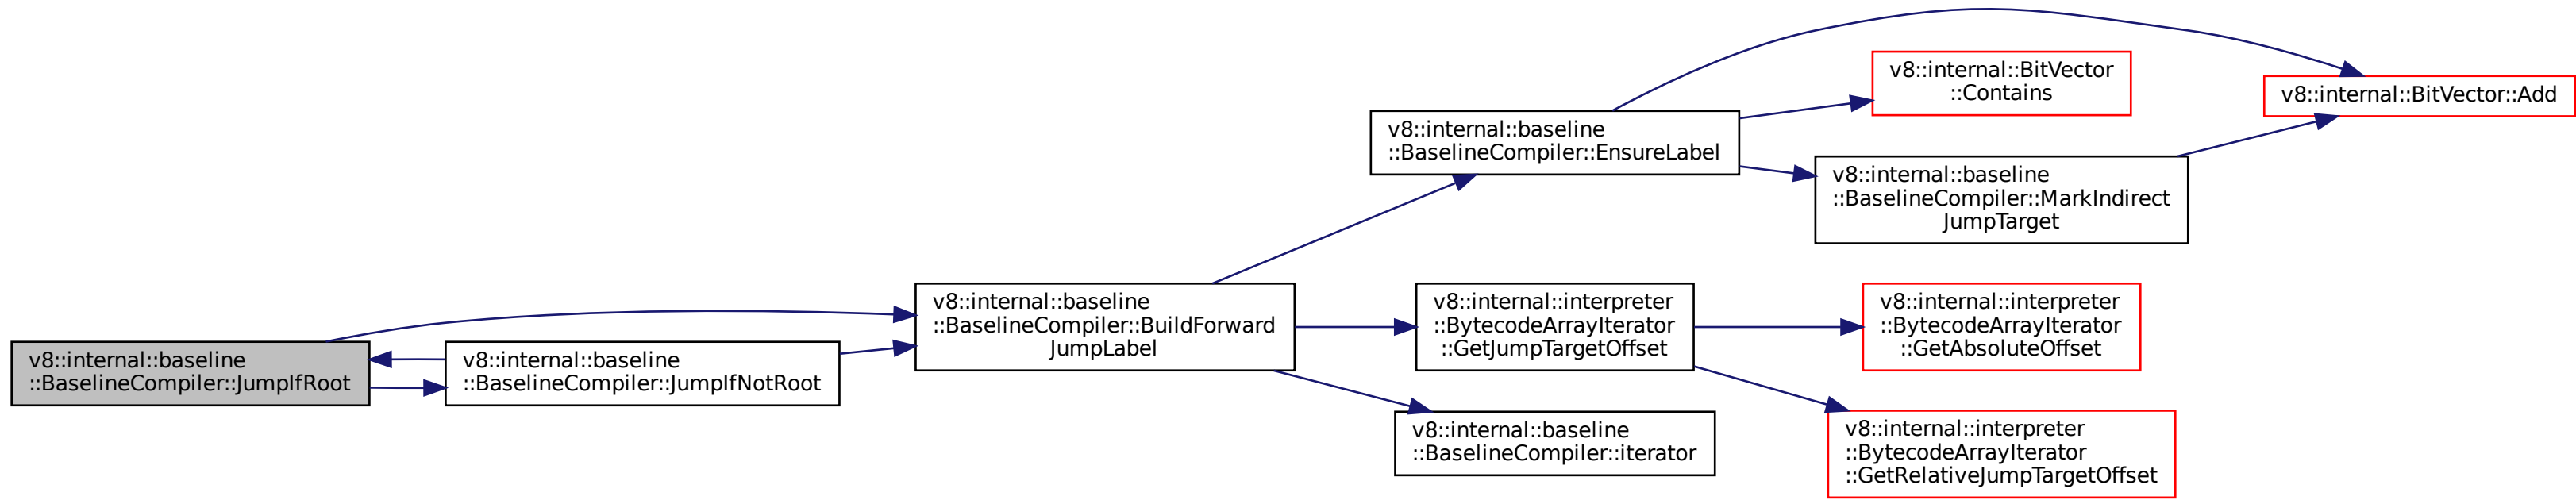 v8::internal::baseline
::BaselineCompiler::JumpIfRoot
v8::internal::baseline
::BaselineCompiler::JumpIfNotRoot
v8::internal::baseline
::BaselineCompiler::BuildForward
JumpLabel
v8::internal::baseline
::BaselineCompiler::EnsureLabel
v8::internal::BitVector
::Contains
v8::internal::BitVector::Add
v8::internal::baseline
::BaselineCompiler::MarkIndirect
JumpTarget
v8::internal::interpreter
::BytecodeArrayIterator
::GetJumpTargetOffset
v8::internal::interpreter
::BytecodeArrayIterator
::GetAbsoluteOffset
v8::internal::baseline
::BaselineCompiler::iterator
v8::internal::interpreter
::BytecodeArrayIterator
::GetRelativeJumpTargetOffset